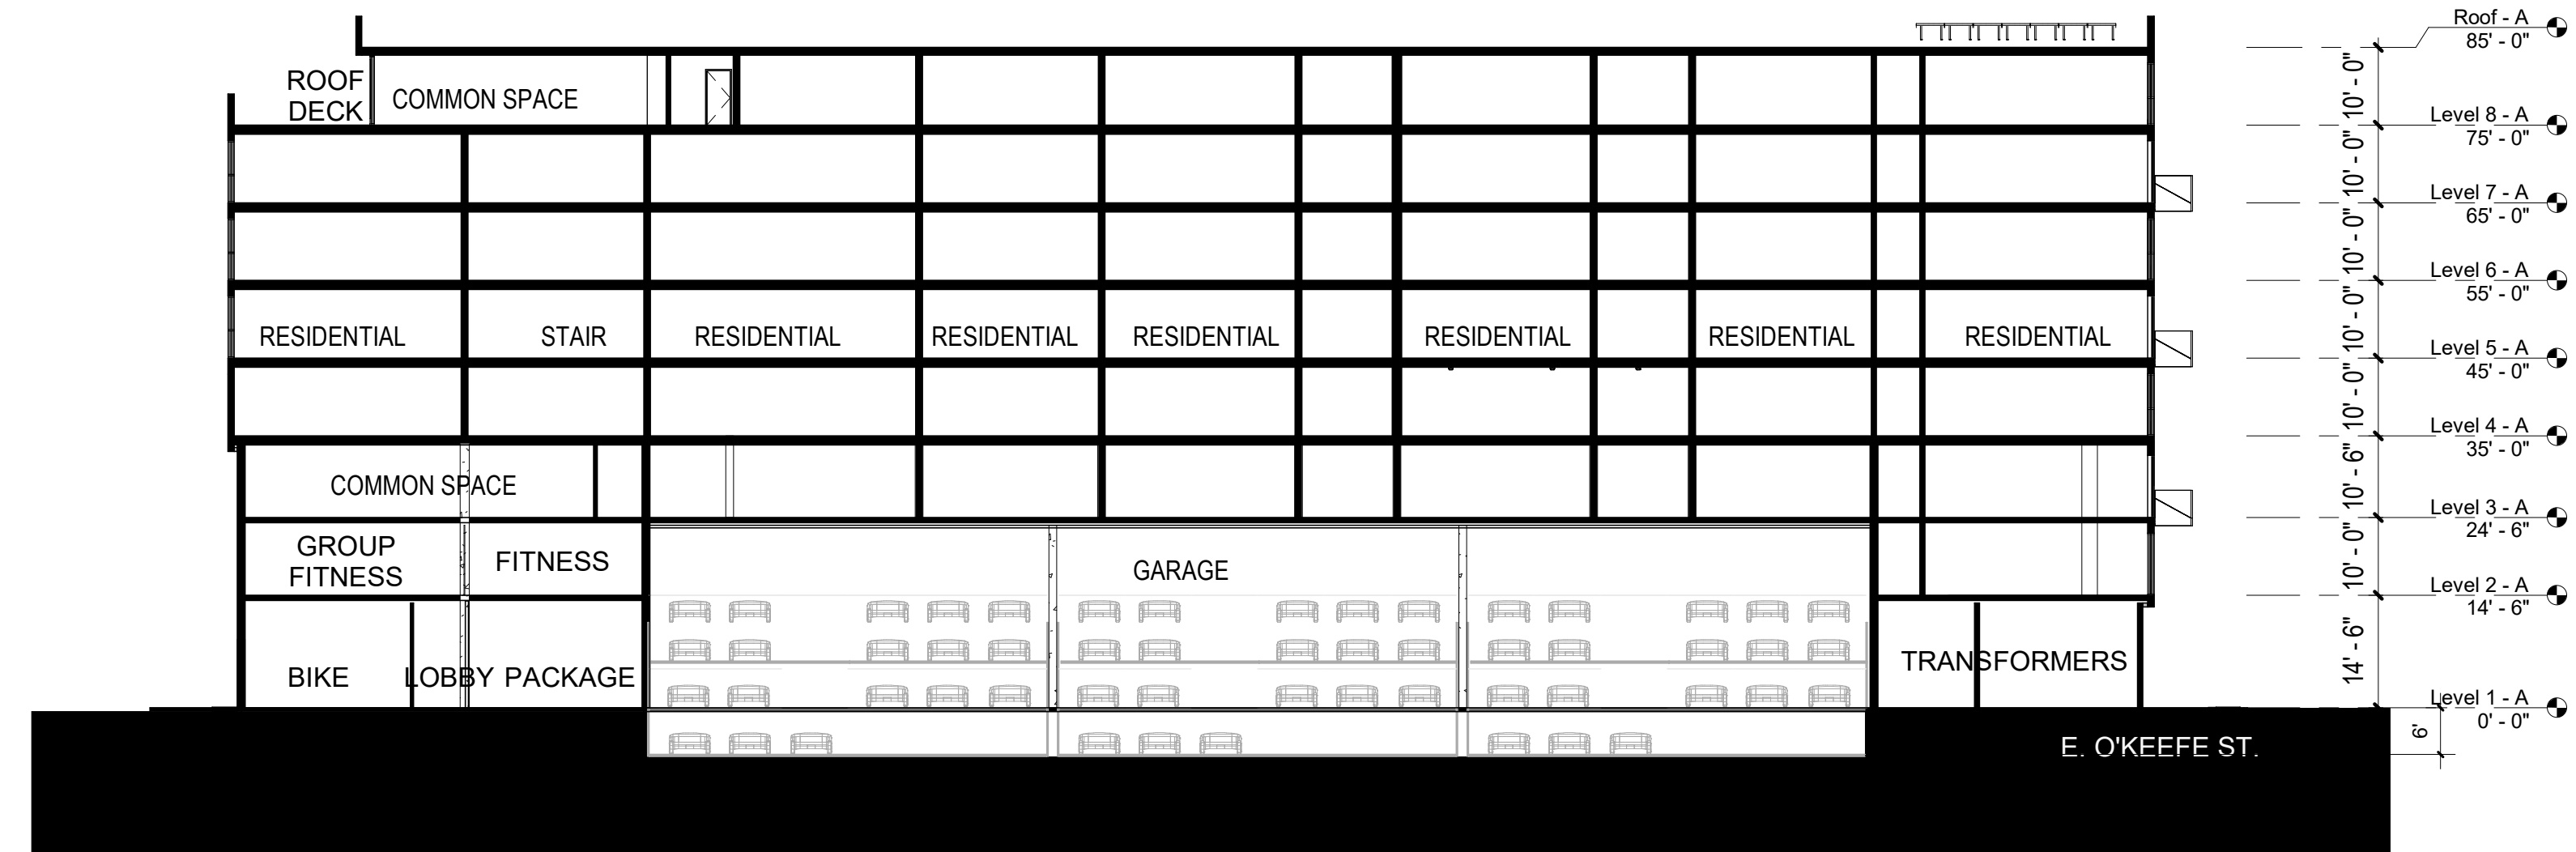 Roof - A
85' - 0"
ROOF
DECK
COMMON SPACE
10' - 0"
Level 8 - A
75' - 0"
10' - 0"
Level 7 - A
65' - 0"
10' - 0"
Level 6 - A
55' - 0"
RESIDENTIAL
STAIR
RESIDENTIAL
RESIDENTIAL
RESIDENTIAL
RESIDENTIAL
RESIDENTIAL
RESIDENTIAL
10' - 0"
Level 5 - A
45' - 0"
10' - 0"
Level 4 - A
35' - 0"
COMMON SPACE
10' - 6"
Level 3 - A
24' - 6"
GROUP
FITNESS
FITNESS
GARAGE
10' - 0"
Level 2 - A
14' - 6"
BIKE
LOBBY
PACKAGE
TRANSFORMERS
14' - 6"
Level 1 - A
0' - 0"
6'
E. O'KEEFE ST.